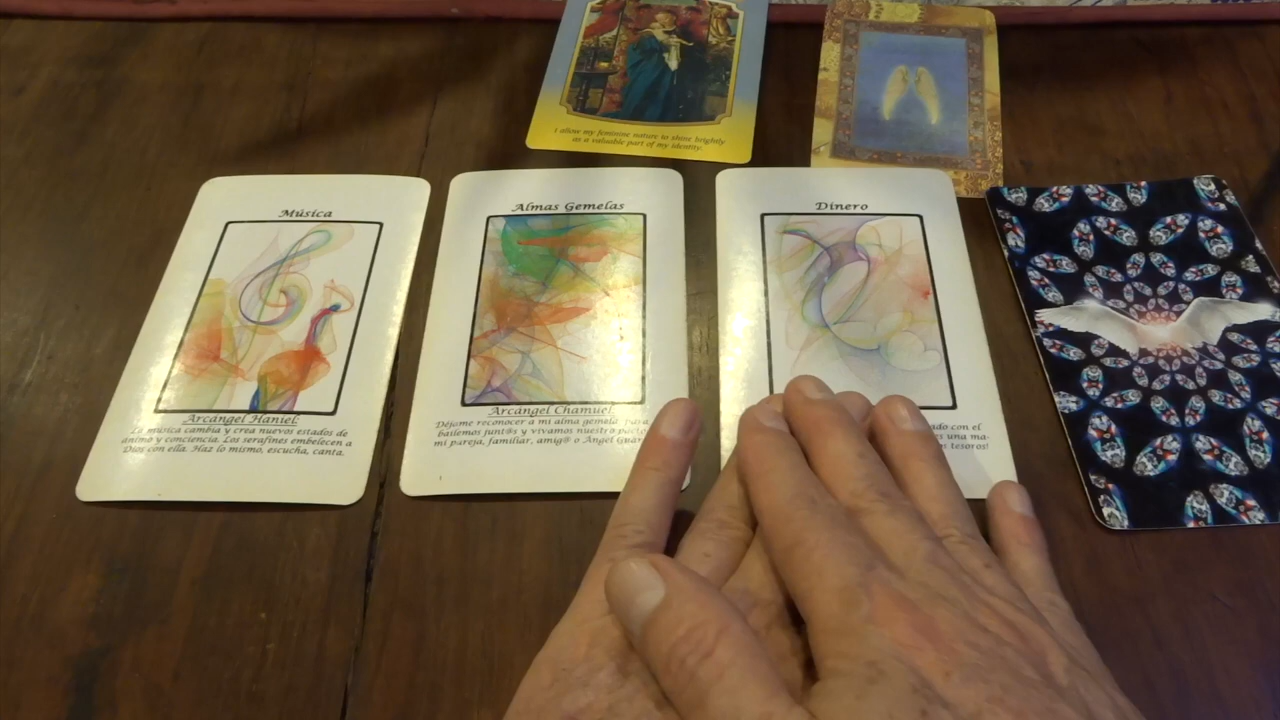 I allow my feminine nature to shine brightly
as a valuable part of my identity.
Música
Arcángel Haniel:
La música cambia y crea nuevos estados de
ánimo y conciencia. Los serafines embelecen a
Dios con ella. Haz lo mismo, escucha, canta.
Almas Gemelas
Arcángel Chamuel:
Déjame reconocer a mi alma gemela, para
bailemos junt@s y vivamos nuestro pacto
mi pareja, familiar, amig@ o Ángel Guar
Dinero
ado con el
es una ma-
n tesoros!